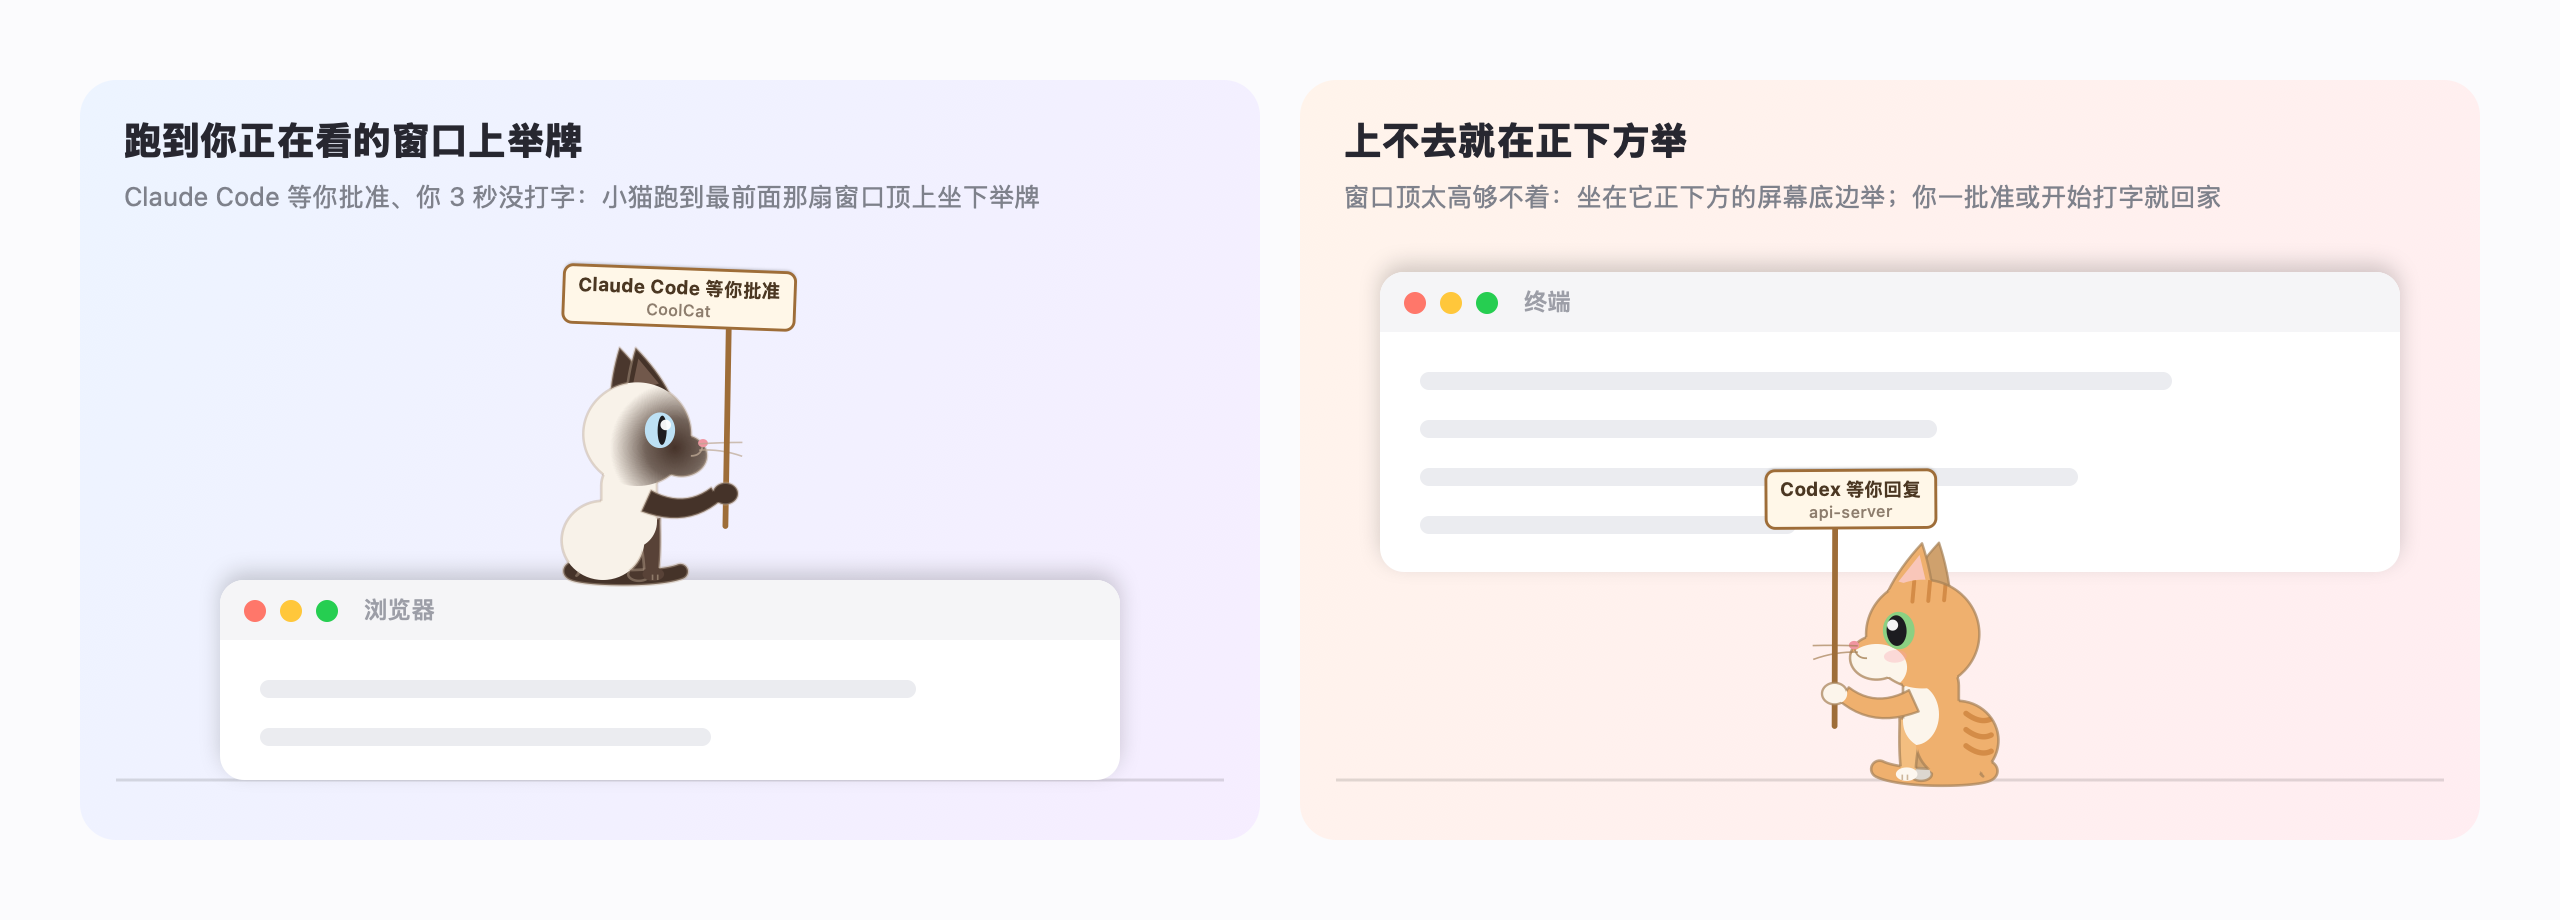 跑到你正在看的窗口上举牌
Claude Code 等你批准、你 3 秒没打字：小猫跑到最前面那扇窗口顶上坐下举牌
Claude Code 等你批准
CoolCat
浏览器
上不去就在正下方举
窗口顶太高够不着：坐在它正下方的屏幕底边举；你一批准或开始打字就回家
终端
Codex 等你回复
api-server